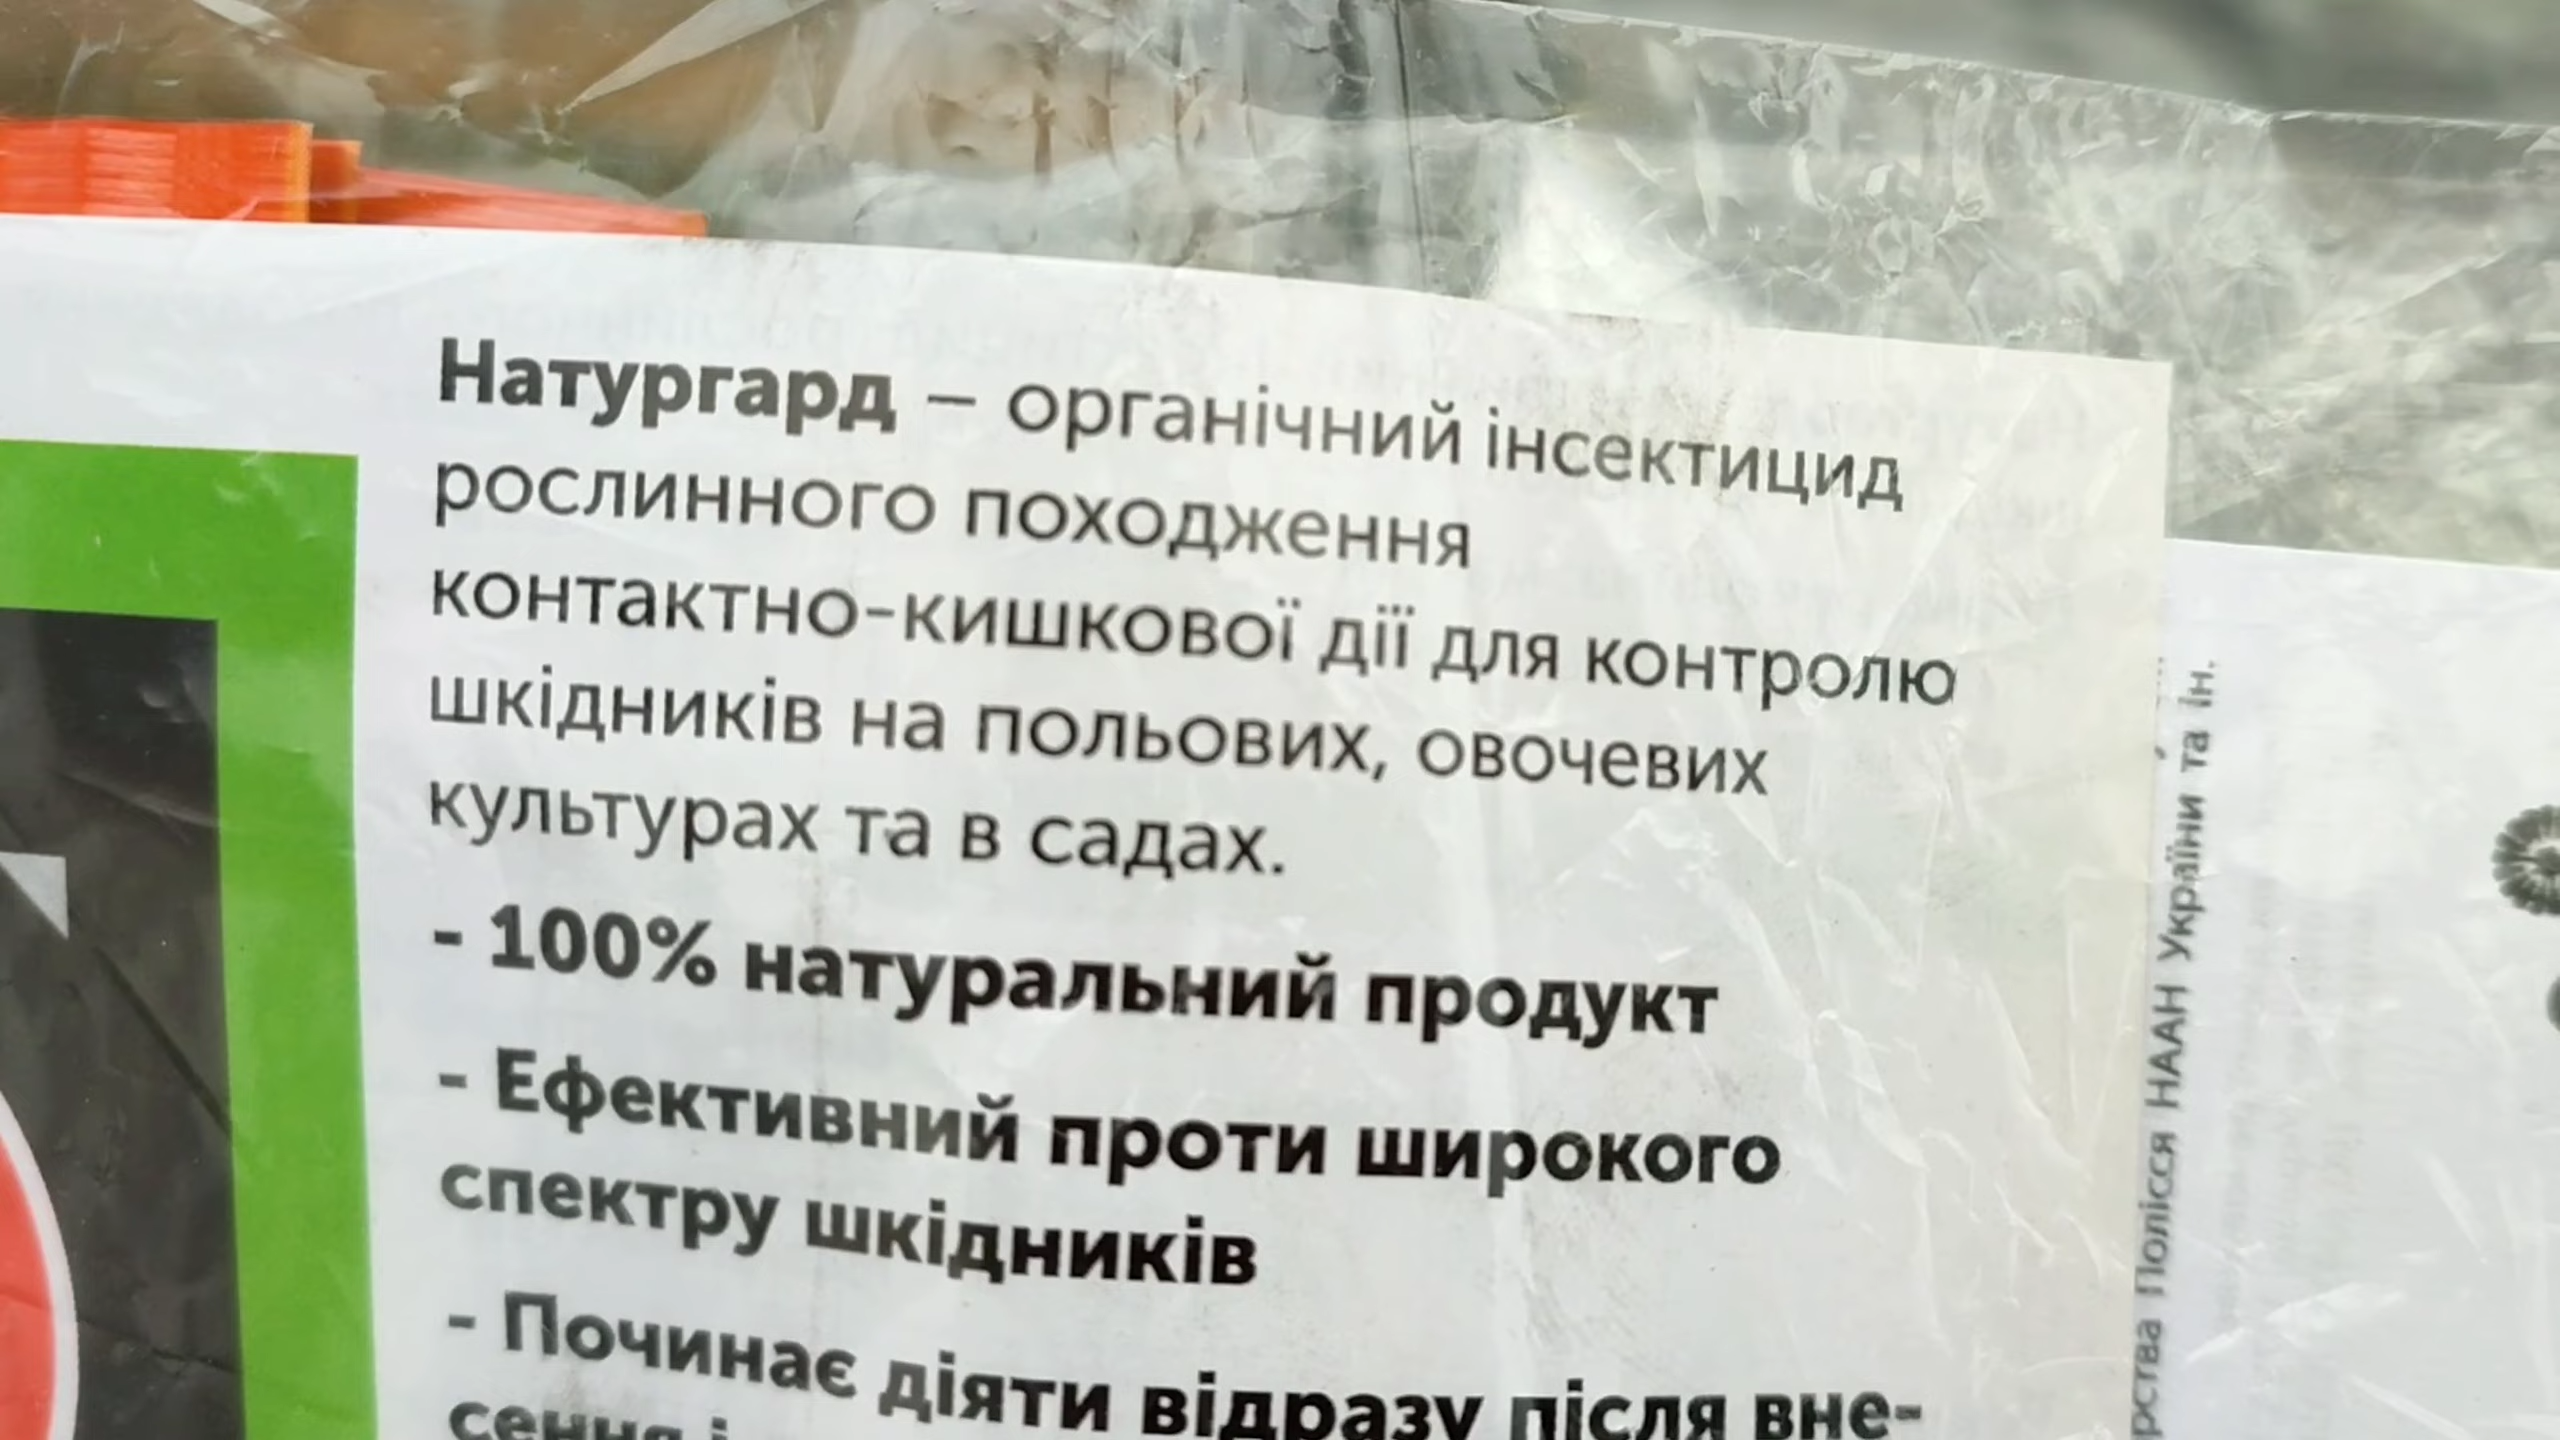 Натургард – органічний інсектицид
рослинного походження
контактно-кишкової дії для контролю
шкідників на польових, овочевих
культурах та в садах.
- 100% натуральний продукт
- Ефективний проти широкого
спектру шкідників
- Починає діяти відразу після вне-
сення і
Полісся НААН України та ін.